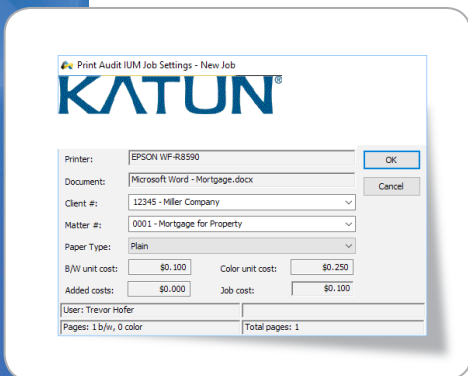 Print Audit IUM Job Settings - New Job
KATUN®
Printer: EPSON WF-R8590 OK
Document: Microsoft Word - Mortgage.docx Cancel
Client #: 12345 - Miller Company
Matter #: 0001 - Mortgage for Property
Paper Type: Plain
B/W unit cost: $0.100 Color unit cost: $0.250
Added costs: $0.000 Job cost: $0.100
User: Trevor Hofer
Pages: 1 b/w, 0 color Total pages: 1